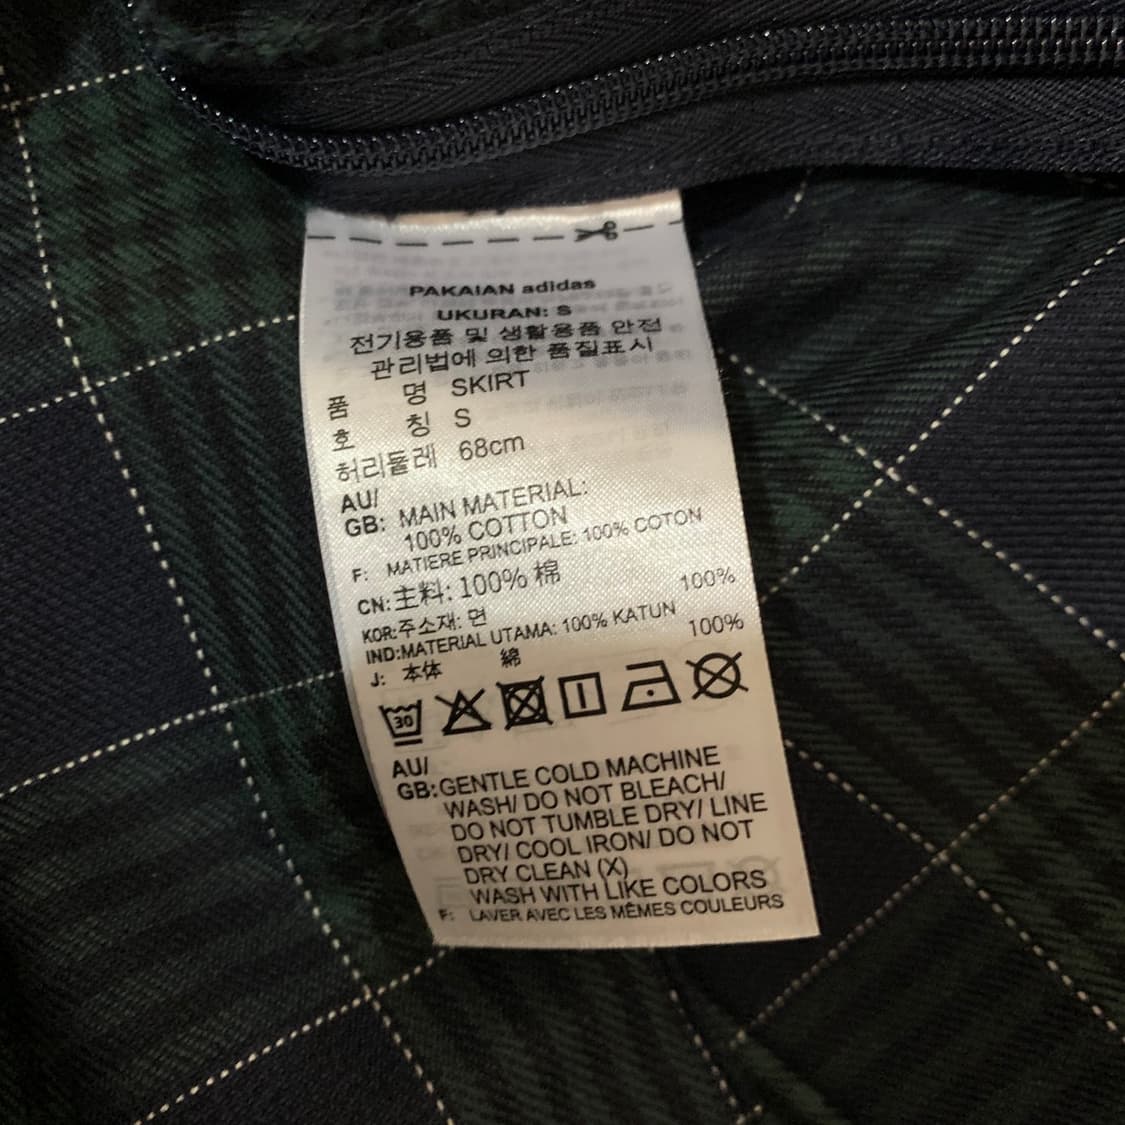 PAKAIAN adidas
UKURAN: S
전기용품 및 생활용품 안전
관리법에 의한 품질표시
품 명 SKIRT
호 칭 S
허리둘레 68cm
AU/
GB: MAIN MATERIAL:
100% COTTON
F: MATIERE PRINCIPALE: 100% COTON
CN: 主料: 100% 棉
KOR: 주소재: 면 100%
IND: MATERIAL UTAMA: 100% KATUN
J: 本体 綿 100%
30
AU/
GB: GENTLE COLD MACHINE
WASH/ DO NOT BLEACH/
DO NOT TUMBLE DRY/ LINE
DRY/ COOL IRON/ DO NOT
DRY CLEAN (X)
WASH WITH LIKE COLORS
F: LAVER AVEC LES MÊMES COULEURS